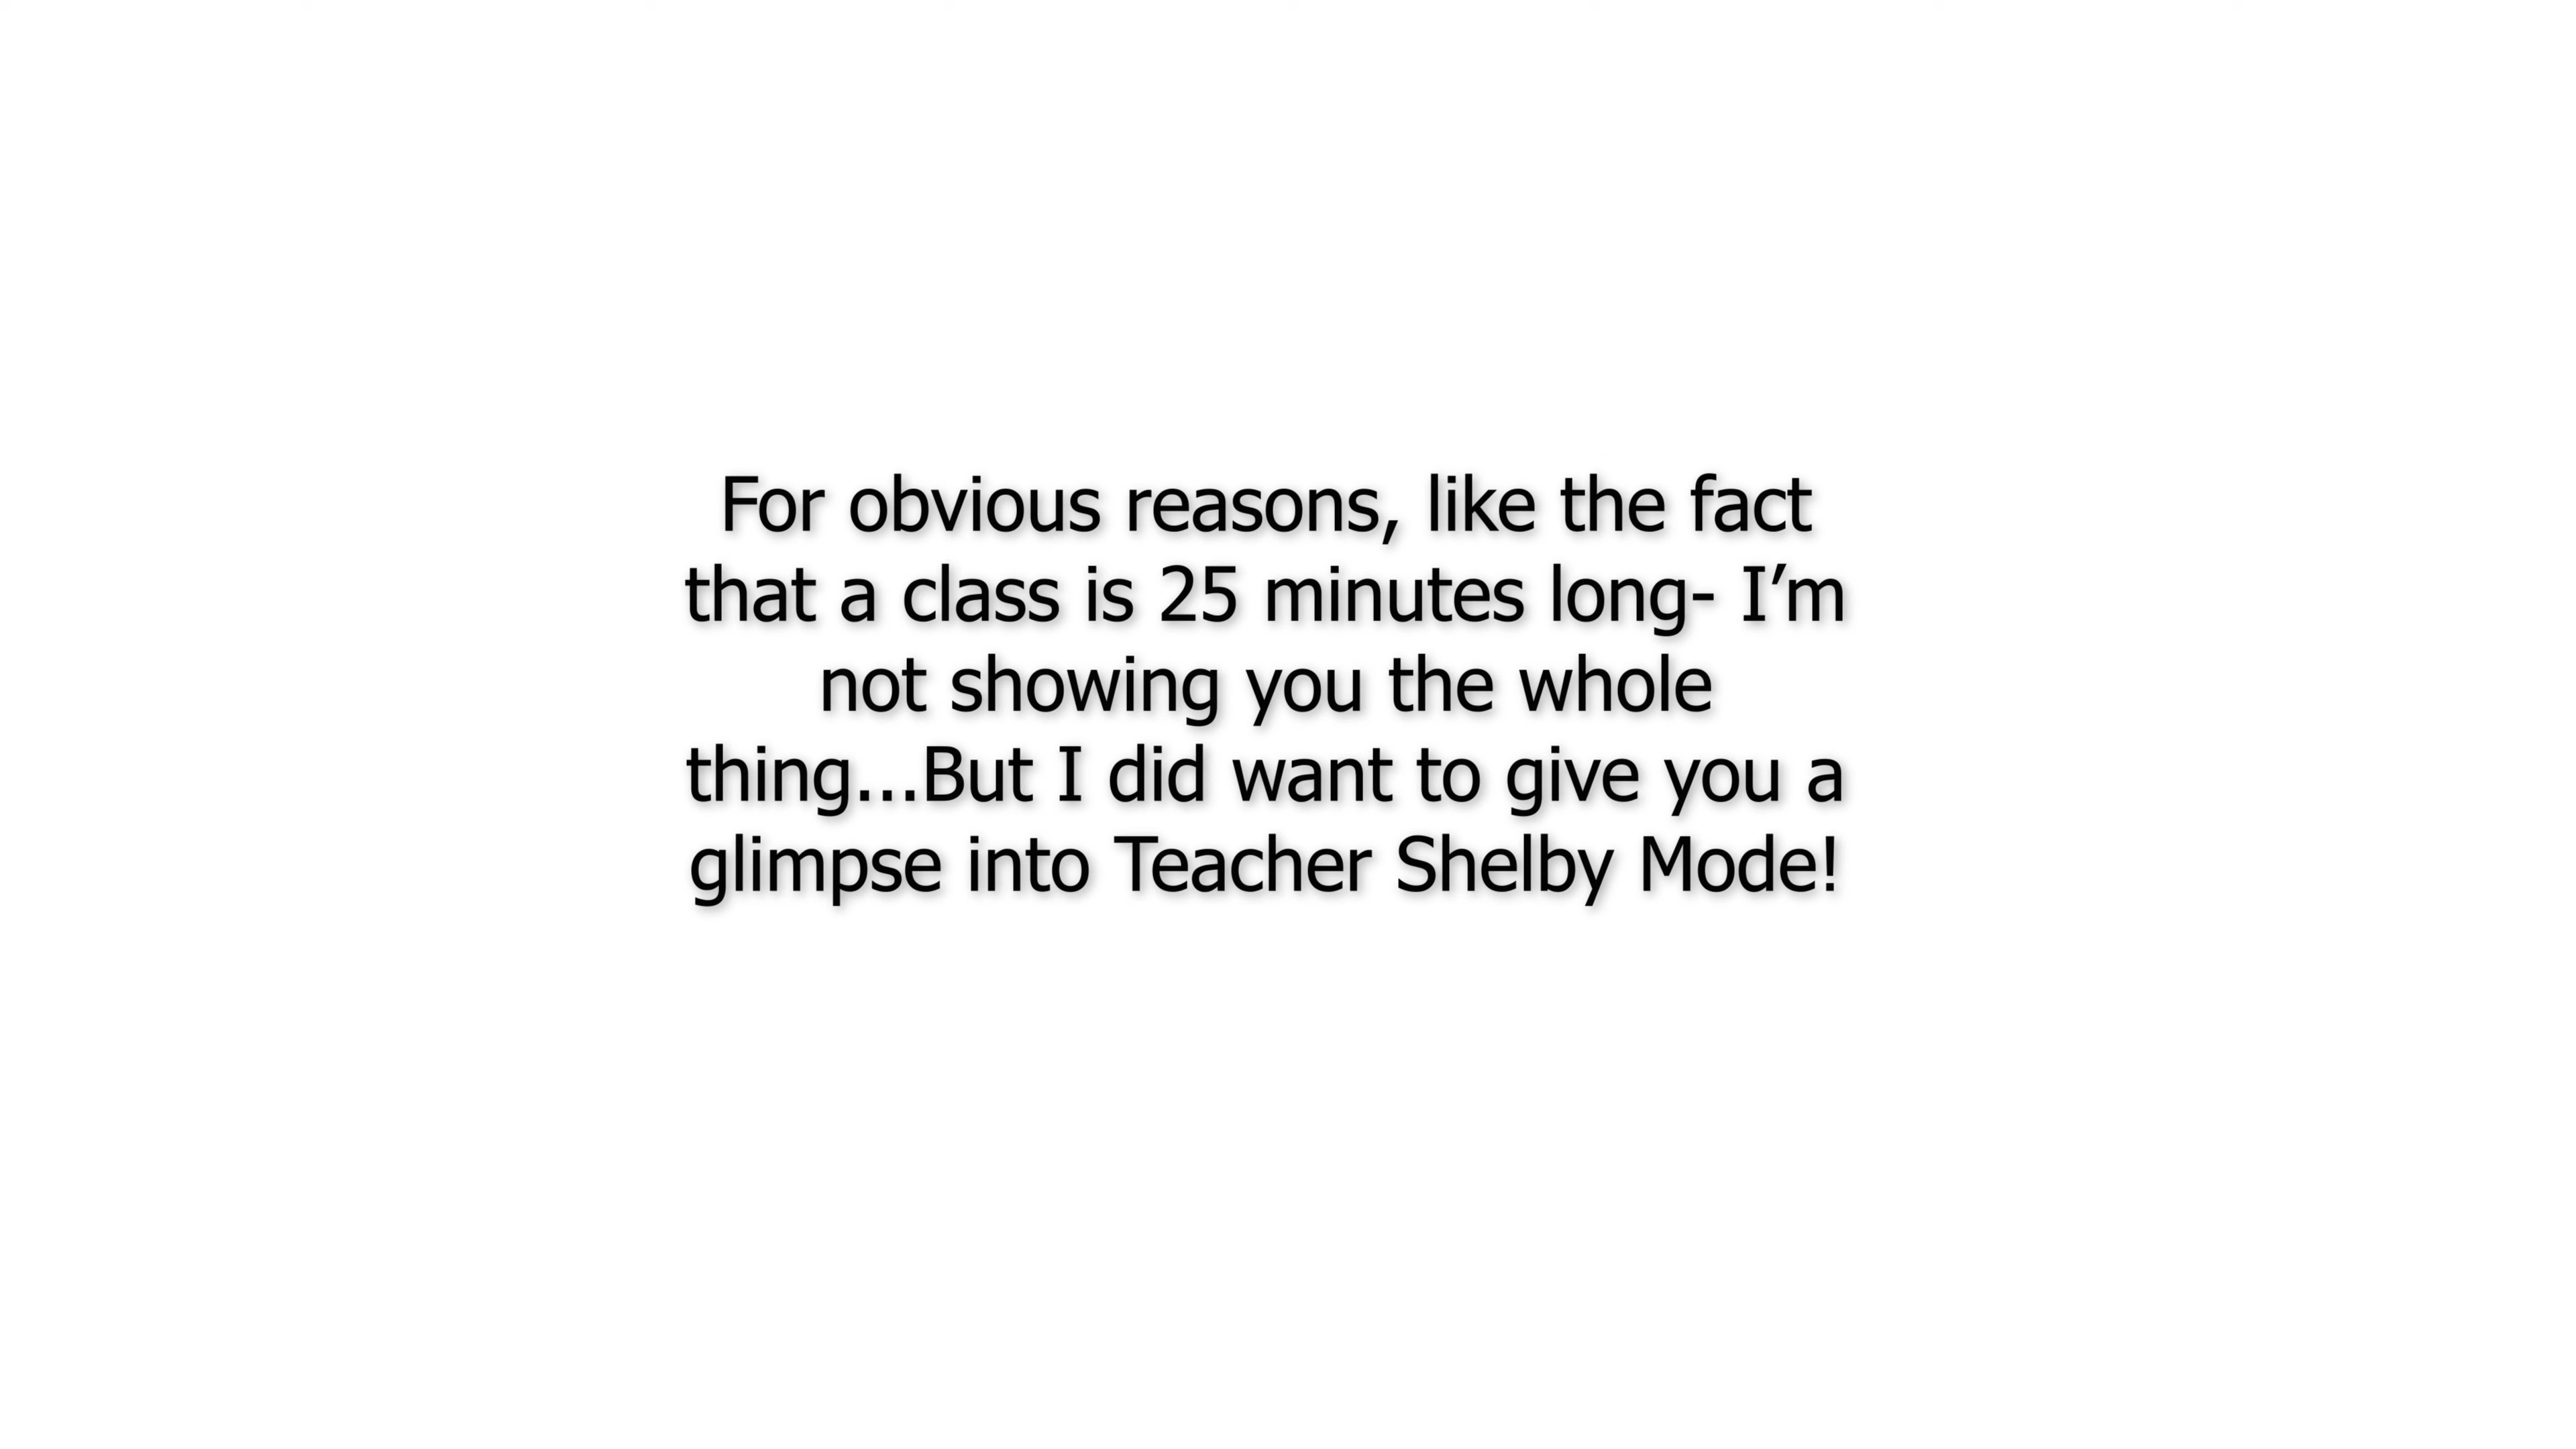 For obvious reasons, like the fact
that a class is 25 minutes long- I’m
not showing you the whole
thing...But I did want to give you a
glimpse into Teacher Shelby Mode!